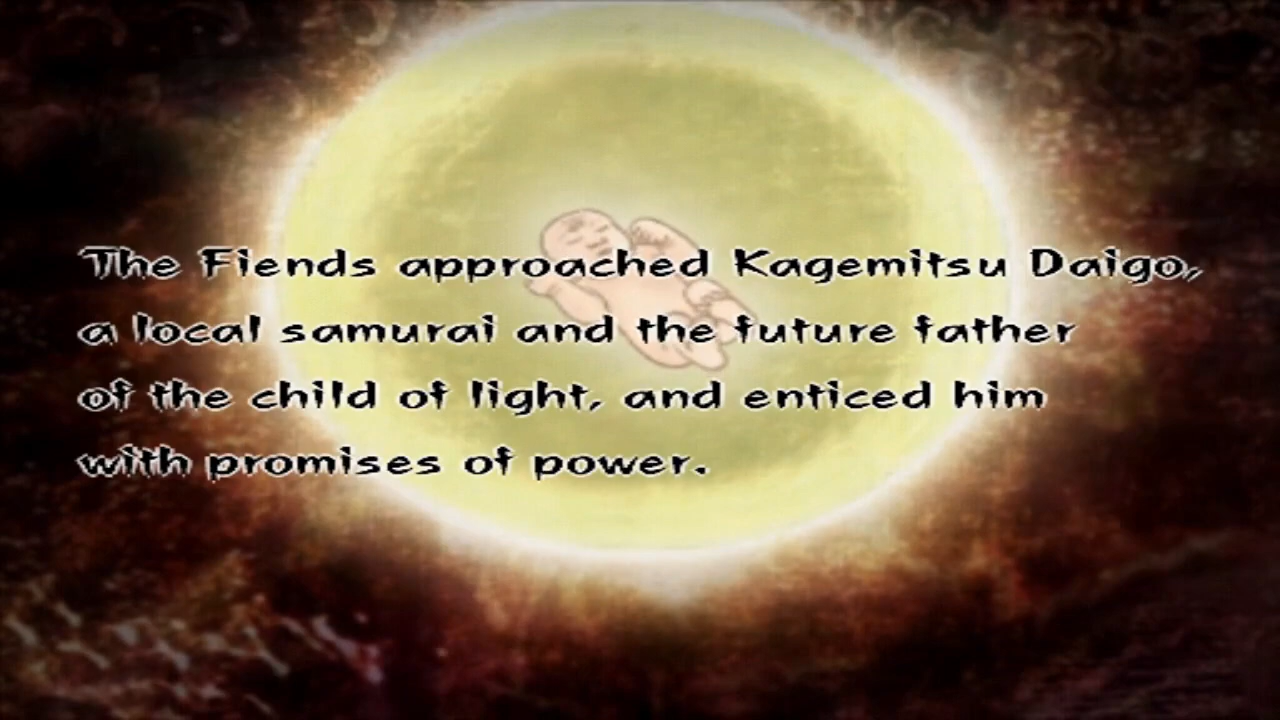 The Fiends approached Kagemitsu Daigo,
a local samurai and the future father
of the child of light, and enticed him
with promises of power.